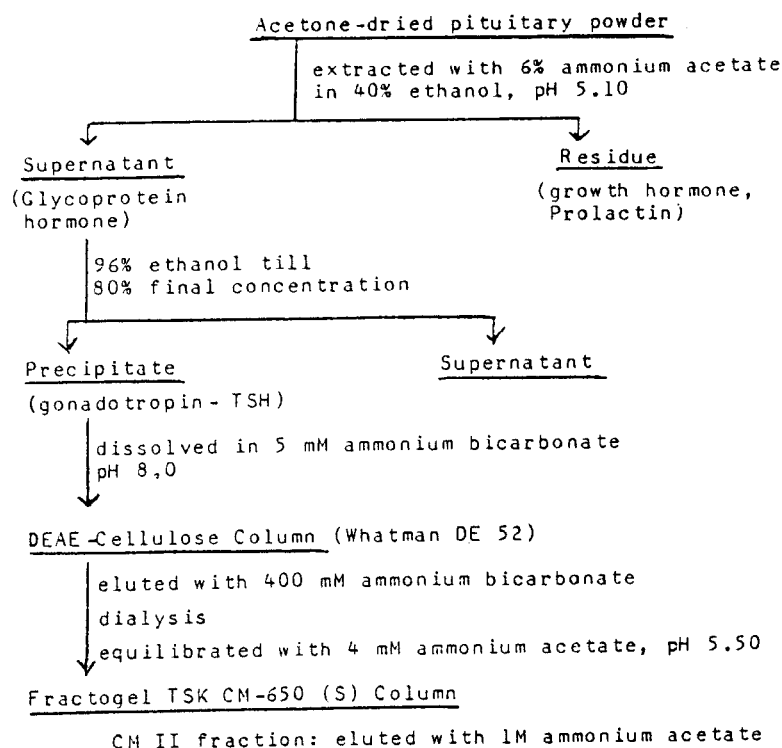 Acetone-dried pituitary powder
extracted with 6% ammonium acetate
in 40% ethanol, pH 5.10
Supernatant
(Glycoprotein
hormone)
Residue
(growth hormone,
Prolactin)
96% ethanol till
80% final concentration
Precipitate
(gonadotropin-TSH)
Supernatant
dissolved in 5 mM ammonium bicarbonate
pH 8,0
DEAE-Cellulose Column (Whatman DE 52)
eluted with 400 mM ammonium bicarbonate
dialysis
equilibrated with 4 mM ammonium acetate, pH 5.50
Fractogel TSK CM-650 (S) Column
CM II fraction: eluted with 1M ammonium acetate